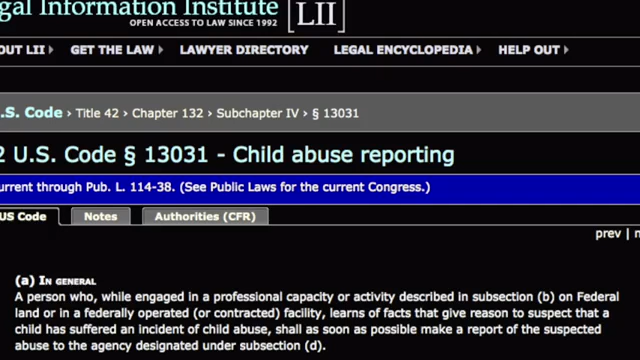 gal Information Institute
OPEN ACCESS TO LAW SINCE 1992
LII
OUT LII GET THE LAW LAWYER DIRECTORY LEGAL ENCYCLOPEDIA HELP OUT
.S. Code › Title 42 › Chapter 132 › Subchapter IV › § 13031
2 U.S. Code § 13031 - Child abuse reporting
urrent through Pub. L. 114-38. (See Public Laws for the current Congress.)
US Code Notes Authorities (CFR)
prev | n
(a) IN GENERAL
A person who, while engaged in a professional capacity or activity described in subsection (b) on Federal
land or in a federally operated (or contracted) facility, learns of facts that give reason to suspect that a
child has suffered an incident of child abuse, shall as soon as possible make a report of the suspected
abuse to the agency designated under subsection (d).